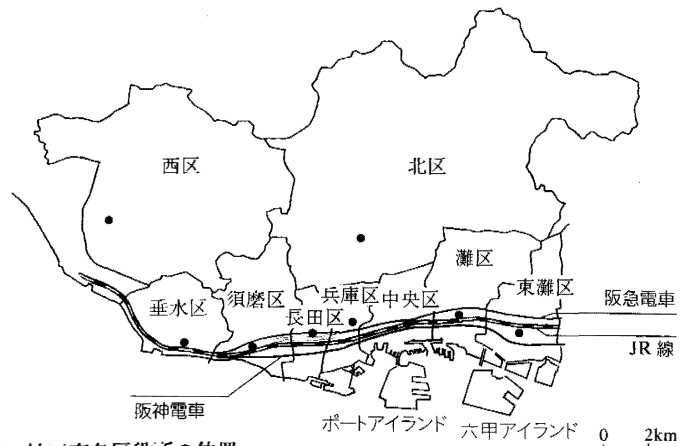 西区
北区
灘区
東灘区
兵庫区
中央区
須磨区
垂水区
長田区
阪急電車
JR線
阪神電車
ポートアイランド
六甲アイランド
0 2km